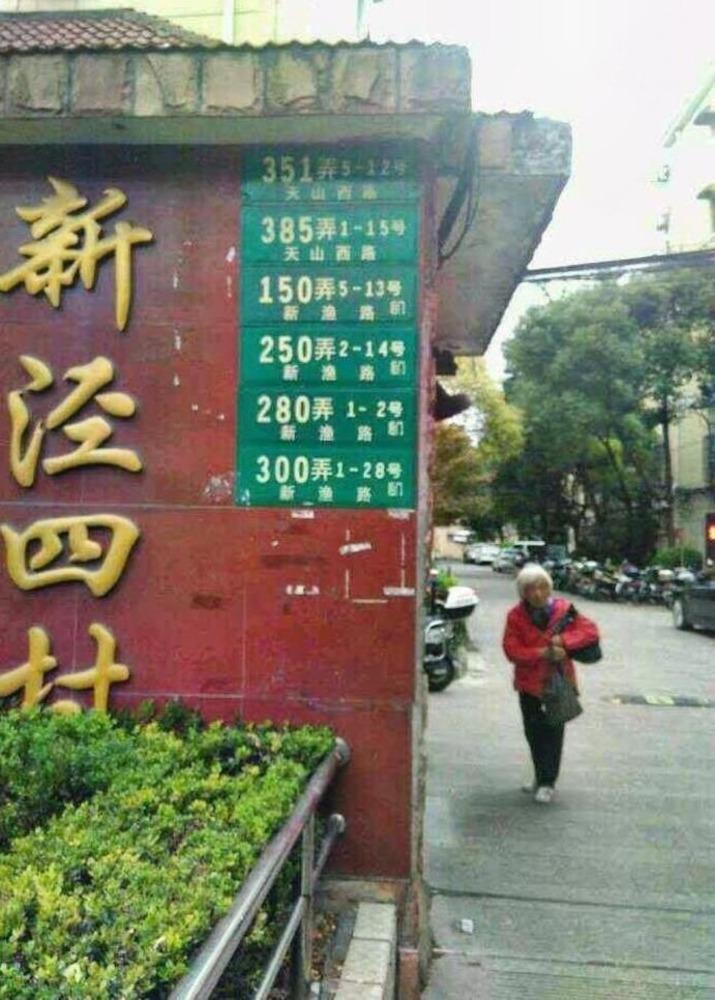 新泾四村
351弄5-12号
天山西路
385弄1-15号
天山西路
150弄5-13号
新渔路
250弄2-14号
新渔路
280弄 1-2号
新渔路
300弄1-28号
新渔路